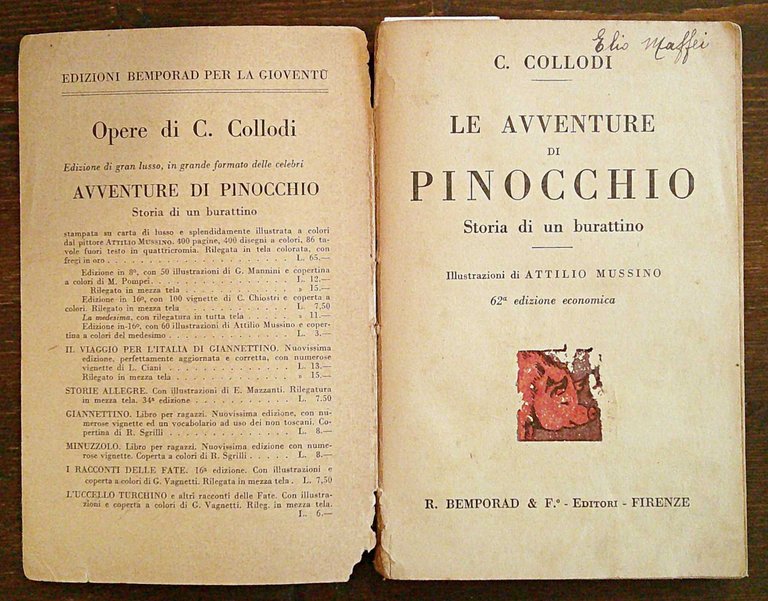 EDIZIONI BEMPORAD PER LA GIOVENTÙ
Opere di C. Collodi
Edizione di gran lusso, in grande formato delle celebri
AVVENTURE DI PINOCCHIO
Storia di un burattino
stampata su carta di lusso e splendidamente illustrata a colori
dal pittore ATTILIO MUSSINO. 400 pagine, 400 disegni a colori, 86 ta-
vole fuori testo in quattricromia. Rilegata in tela colorata, con
fregi in oro . . . . . . . . . . . . . . . . . . . L. 65.—
Edizione in 8º, con 50 illustrazioni di G. Mannini e copertina
a colori di M. Pompei . . . . . . . . . . . . . . . L. 12.—
Rilegato in mezza tela . . . . . . . . . . . . . » 15.—
Edizione in 16º, con 100 vignette di C. Chiostri e coperta a
colori. Rilegato in mezza tela . . . . . . . . . . L. 7,50
La medesima, con rilegatura in tutta tela . . . . . » 11.—
Edizione in-16º, con 60 illustrazioni di Attilio Mussino e coper-
tina a colori del medesimo . . . . . . . . . . . . L. 3.—
IL VIAGGIO PER L'ITALIA DI GIANNETTINO. Nuovissima
edizione, perfettamente aggiornata e corretta, con numerose
vignette di L. Ciani . . . . . . . . . . . . . . L. 13.—
Rilegato in mezza tela . . . . . . . . . . . . . » 15.—
STORIE ALLEGRE. Con illustrazioni di E. Mazzanti. Rilegatura
in mezza tela. 34ª edizione . . . . . . . . . . . L. 7.50
GIANNETTINO. Libro per ragazzi. Nuovissima edizione, con nu-
merose vignette ed un vocabolario ad uso dei non toscani. Co-
pertina di R. Sgrilli . . . . . . . . . . . . . . L. 8.—
MINUZZOLO. Libro per ragazzi. Nuovissima edizione con nume-
rose vignette. Coperta a colori di R. Sgrilli . . . . L. 8.—
I RACCONTI DELLE FATE. 16ª edizione. Con illustrazioni e
coperta a colori di G. Vagnetti. Rilegata in mezza tela . L. 7,50
L'UCCELLO TURCHINO e altri racconti delle Fate. Con illustra-
zioni e coperta a colori di G. Vagnetti. Rileg. in mezza tela.
L. 6.—
Elio Maffei
C. COLLODI
LE AVVENTURE
DI
PINOCCHIO
Storia di un burattino
Illustrazioni di ATTILIO MUSSINO
62ª edizione economica
R. BEMPORAD & F.º - EDITORI - FIRENZE